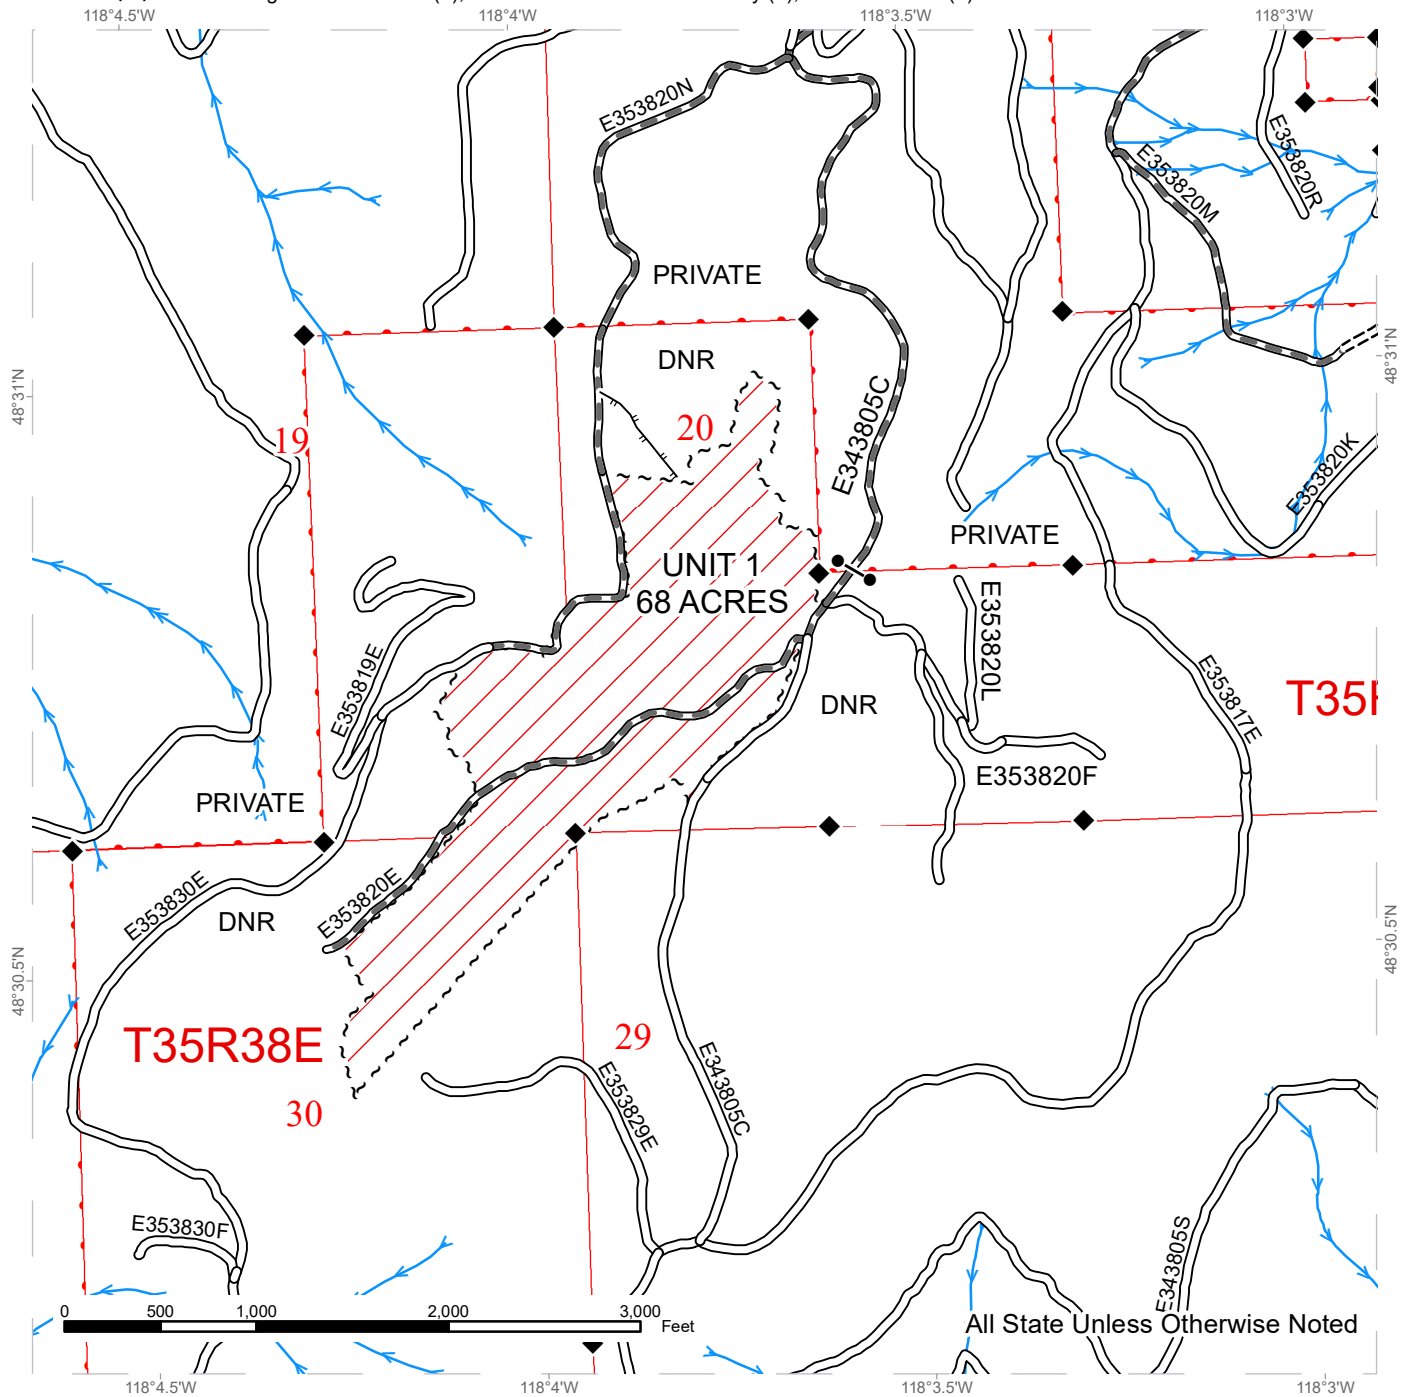 118°4.5'W
118°4'W
118°3.5'W
118°3'W
E353820N
E353820R
E353820M
PRIVATE
DNR
48°31'N
48°31'N
E343805C
20
19
E353820K
PRIVATE
UNIT 1
68 ACRES
E353820L
E353819E
E353817E
T35
DNR
E353820F
PRIVATE
E353830E
E353820E
DNR
48°30.5'N
48°30.5'N
T35R38E
29
E343805C
E353829E
30
E353830F
E343805S
0
500
1,000
2,000
3,000
Feet
All State Unless Otherwise Noted
118°4.5'W
118°4'W
118°3.5'W
118°3'W